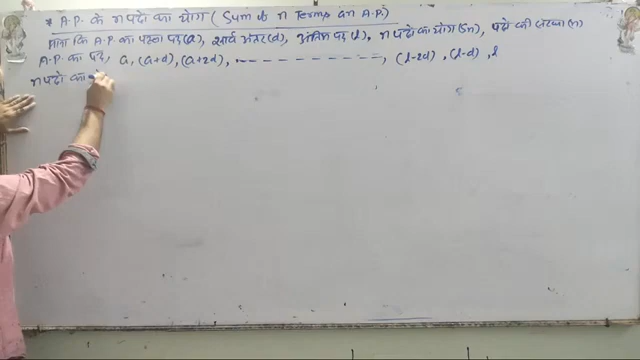 * A.P. के n पदो का योग (Sum of n Terms an A.P.)
माना कि A.P. का पहला पद (a), सार्व अंतर (d), अंतिम पद (l), n पदो का योग (Sn), पदो की संख्या (n)
A.P. का पद, a, (a+d), (a+2d), ------------, (l-2d), (l-d), l
n पदो का